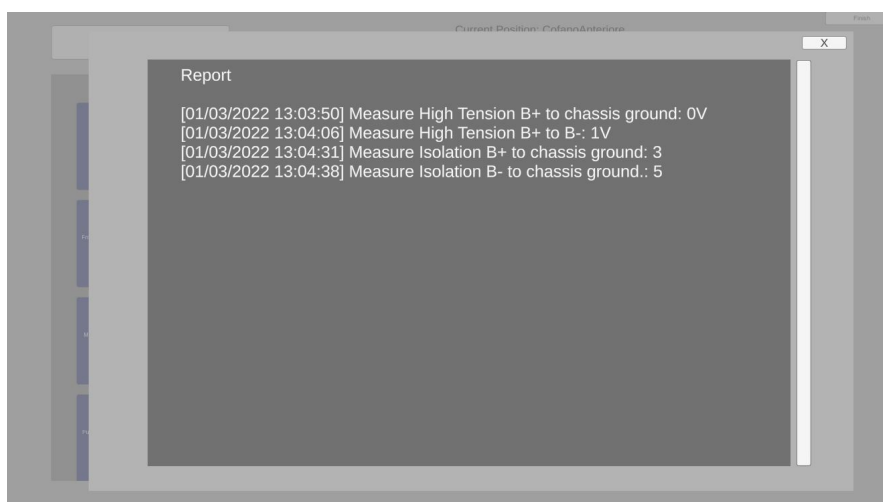 Finish
Current Position: CofanoAnteriore
X
Report
[01/03/2022 13:03:50] Measure High Tension B+ to chassis ground: 0V
[01/03/2022 13:04:06] Measure High Tension B+ to B-: 1V
[01/03/2022 13:04:31] Measure Isolation B+ to chassis ground: 3
[01/03/2022 13:04:38] Measure Isolation B- to chassis ground.: 5